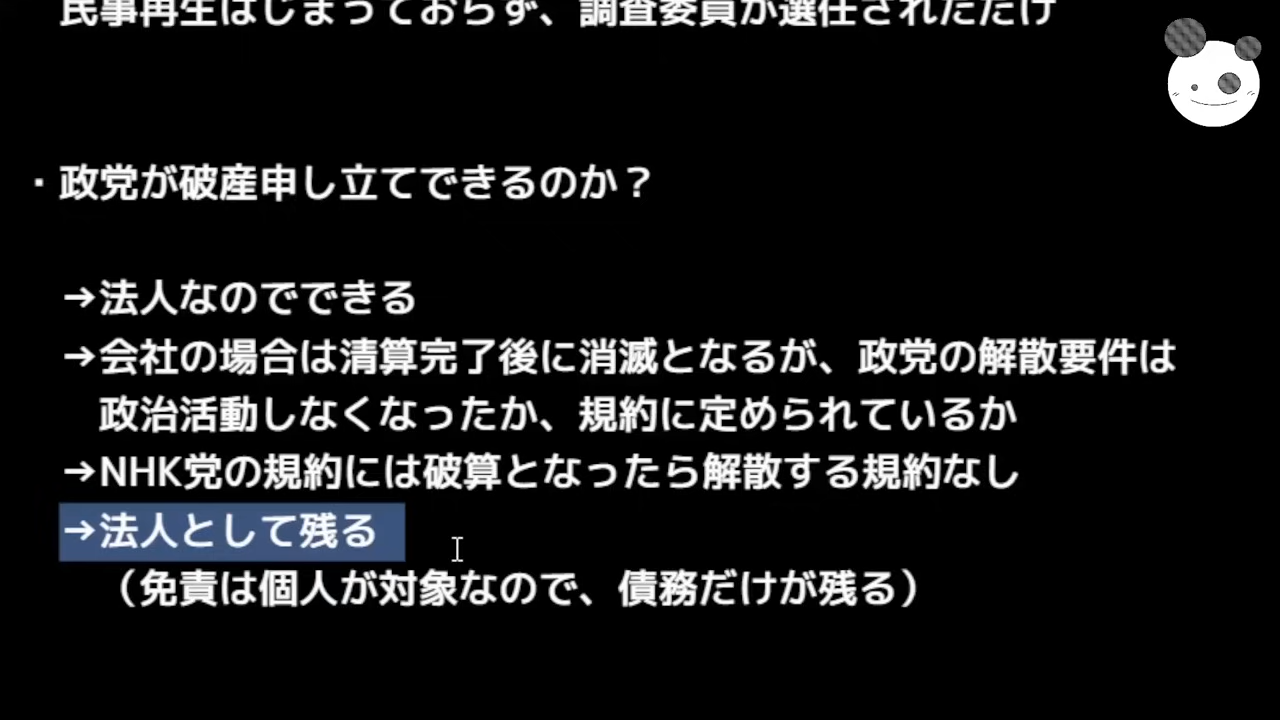 民事再生はじまっておらず、調査委員が選任されただけ
・政党が破産申し立てできるのか？
→法人なのでできる
→会社の場合は清算完了後に消滅となるが、政党の解散要件は
政治活動しなくなったか、規約に定められているか
→NHK党の規約には破算となったら解散する規約なし
→法人として残る
（免責は個人が対象なので、債務だけが残る）